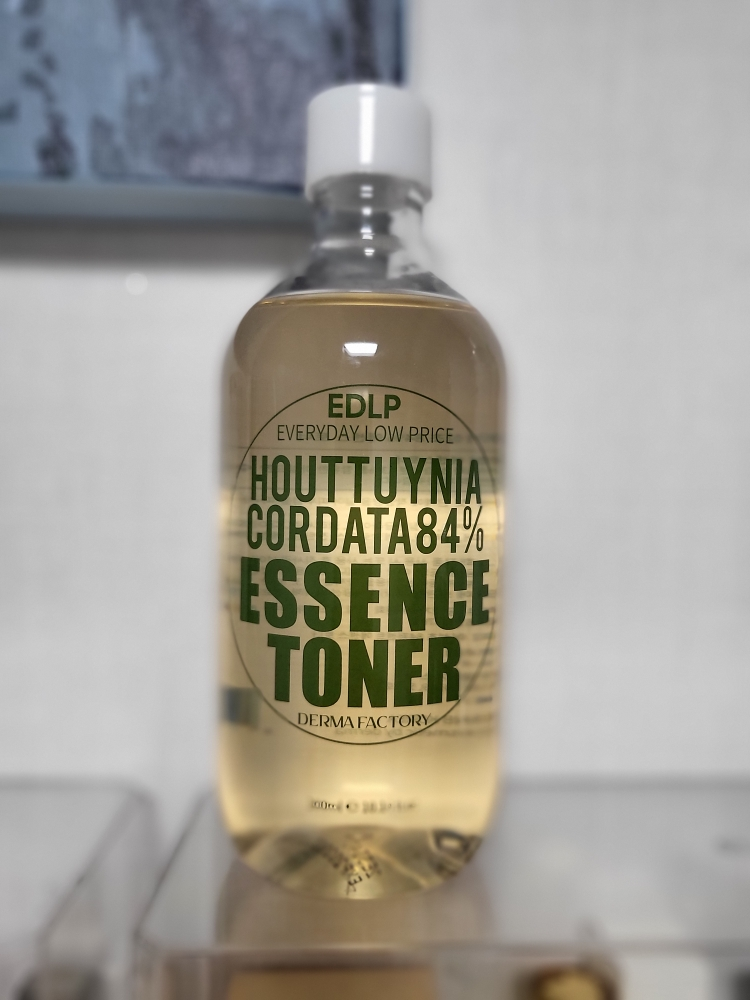 EDLP
EVERYDAY LOW PRICE
HOUTTUYNIA
CORDATA84%
ESSENCE
TONER
DERMA FACTORY